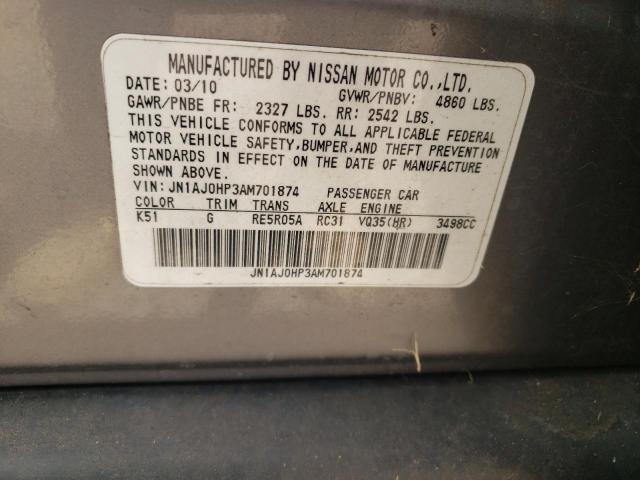 MANUFACTURED BY NISSAN MOTOR CO.,LTD.
DATE: 03/10 GVWR/PNBV: 4860 LBS.
GAWR/PNBE FR: 2327 LBS. RR: 2542 LBS.
THIS VEHICLE CONFORMS TO ALL APPLICABLE FEDERAL
MOTOR VEHICLE SAFETY,BUMPER,AND THEFT PREVENTION
STANDARDS IN EFFECT ON THE DATE OF MANUFACTURE
SHOWN ABOVE.
VIN: JN1AJ0HP3AM701874 PASSENGER CAR
COLOR TRIM TRANS AXLE ENGINE
K51 G RE5R05A RC31 VQ35(HR) 3498CC
JN1AJ0HP3AM701874